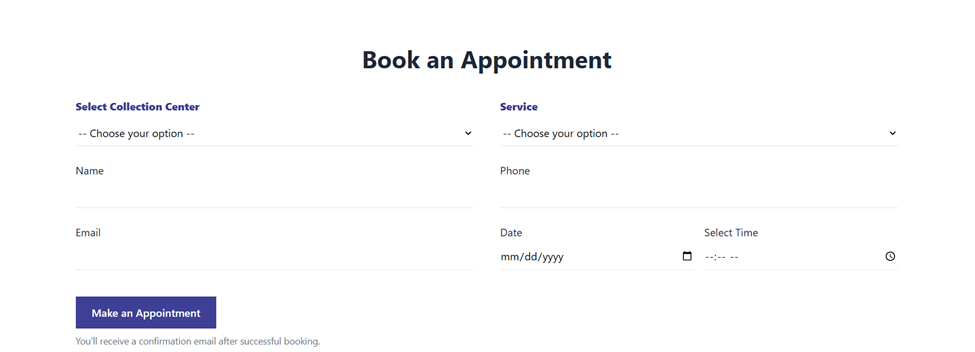 Book an Appointment
Select Collection Center
Service
-- Choose your option --
-- Choose your option --
Name
Phone
Email
Date
Select Time
mm/dd/yyyy
--:-- --
Make an Appointment
You'll receive a confirmation email after successful booking.